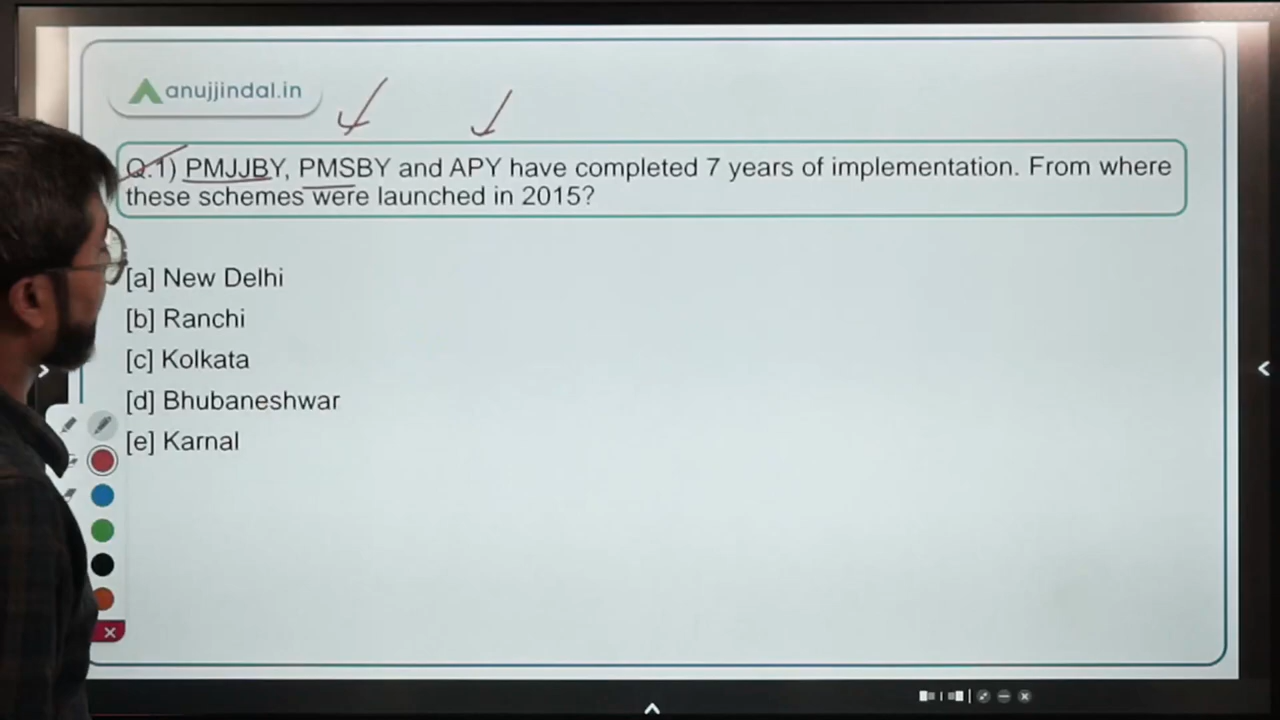 anujjindal.in
Q.1) PMJJBY, PMSBY and APY have completed 7 years of implementation. From where
these schemes were launched in 2015?
[a] New Delhi
[b] Ranchi
[c] Kolkata
[d] Bhubaneshwar
[e] Karnal